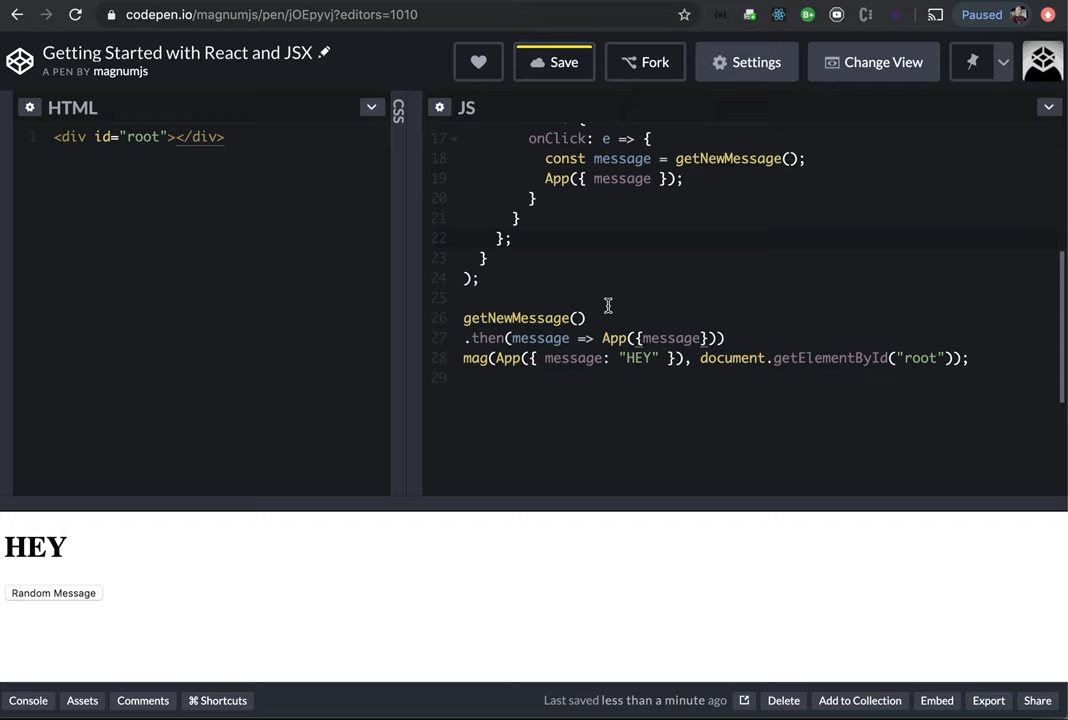 codepen.io/magnumjs/pen/jOEpyvj?editors=1010
Paused
Getting Started with React and JSX
A PEN BY magnumjs
Save
Fork
Settings
Change View
HTML
CSS
JS
1 <div id="root"></div>
17 onClick: e => {
18 const message = getNewMessage();
19 App({ message });
20 }
21 }
22 };
23 }
24 );
25
26 getNewMessage()
27 .then(message => App({message}))
28 mag(App({ message: "HEY" }), document.getElementById("root"));
29
HEY
Random Message
Console
Assets
Comments
⌘ Shortcuts
Last saved less than a minute ago
Delete
Add to Collection
Embed
Export
Share